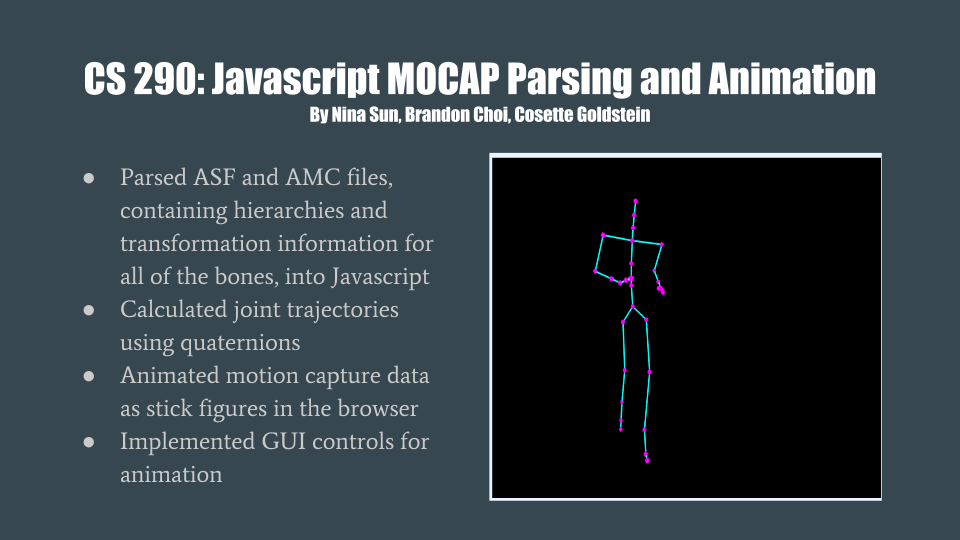 CS 290: Javascript MOCAP Parsing and Animation
By Nina Sun, Brandon Choi, Cosette Goldstein
● Parsed ASF and AMC files,
containing hierarchies and
transformation information for
all of the bones, into Javascript
● Calculated joint trajectories
using quaternions
● Animated motion capture data
as stick figures in the browser
● Implemented GUI controls for
animation